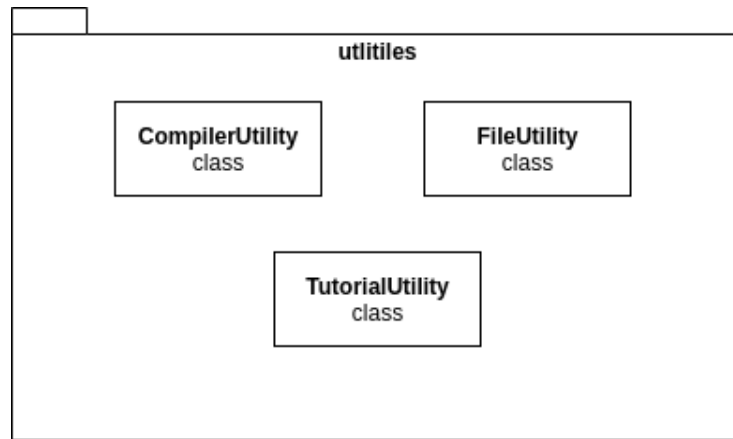 utlitiles
CompilerUtility
class
FileUtility
class
TutorialUtility
class